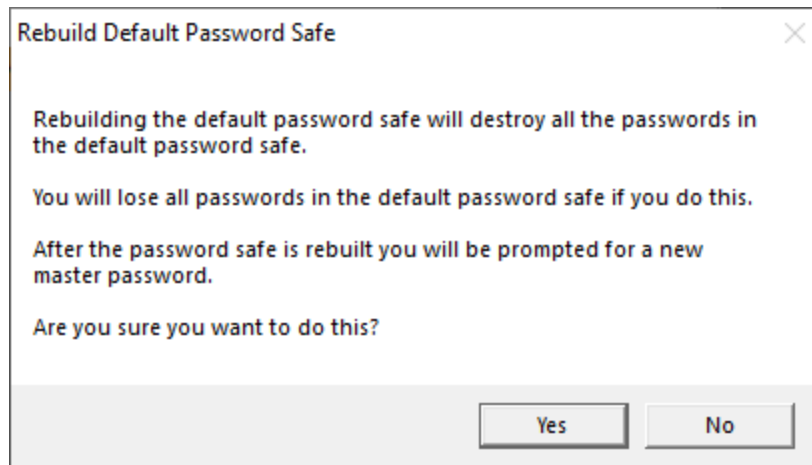 Rebuild Default Password Safe
Rebuilding the default password safe will destroy all the passwords in
the default password safe.
You will lose all passwords in the default password safe if you do this.
After the password safe is rebuilt you will be prompted for a new
master password.
Are you sure you want to do this?
Yes No